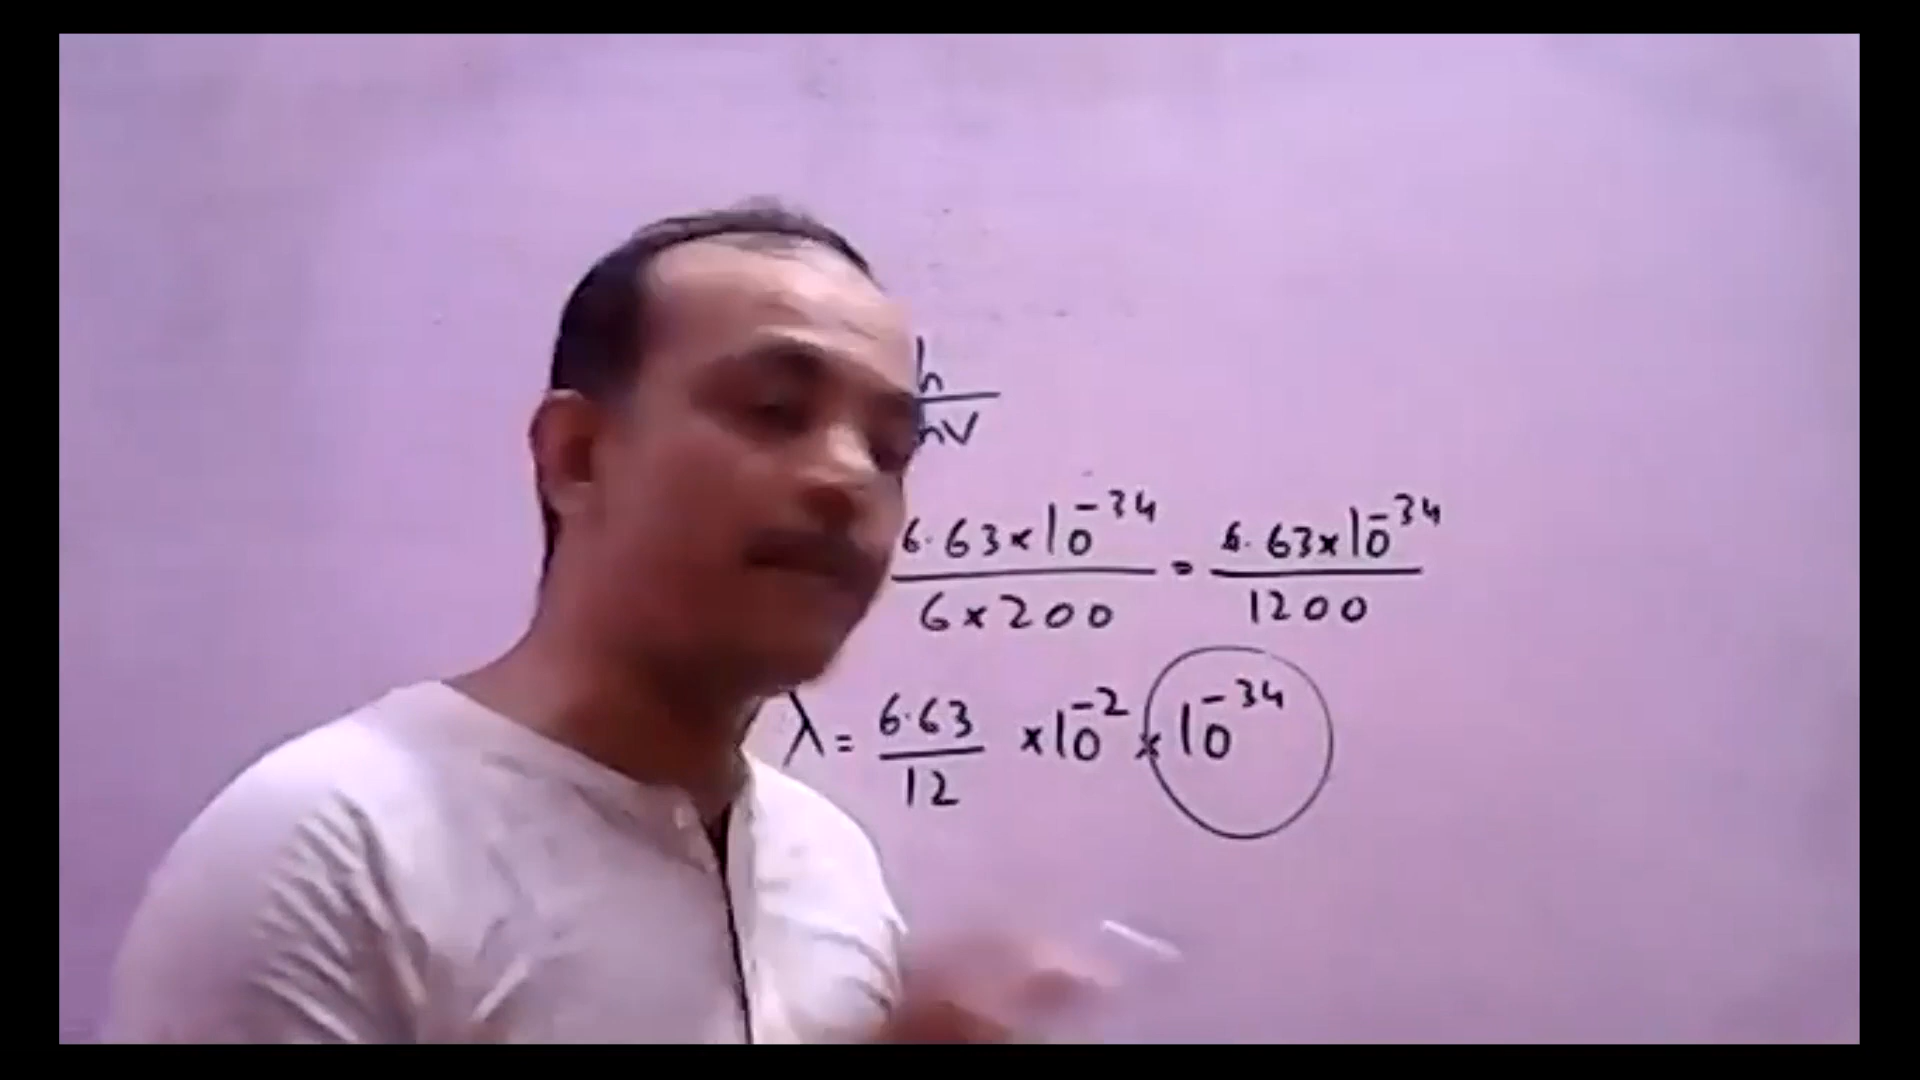 h
mV
6.63×10⁻³⁴ = 6.63×10⁻³⁴
6×200 1200
λ = 6.63 ×10⁻² × 10⁻³⁴
12